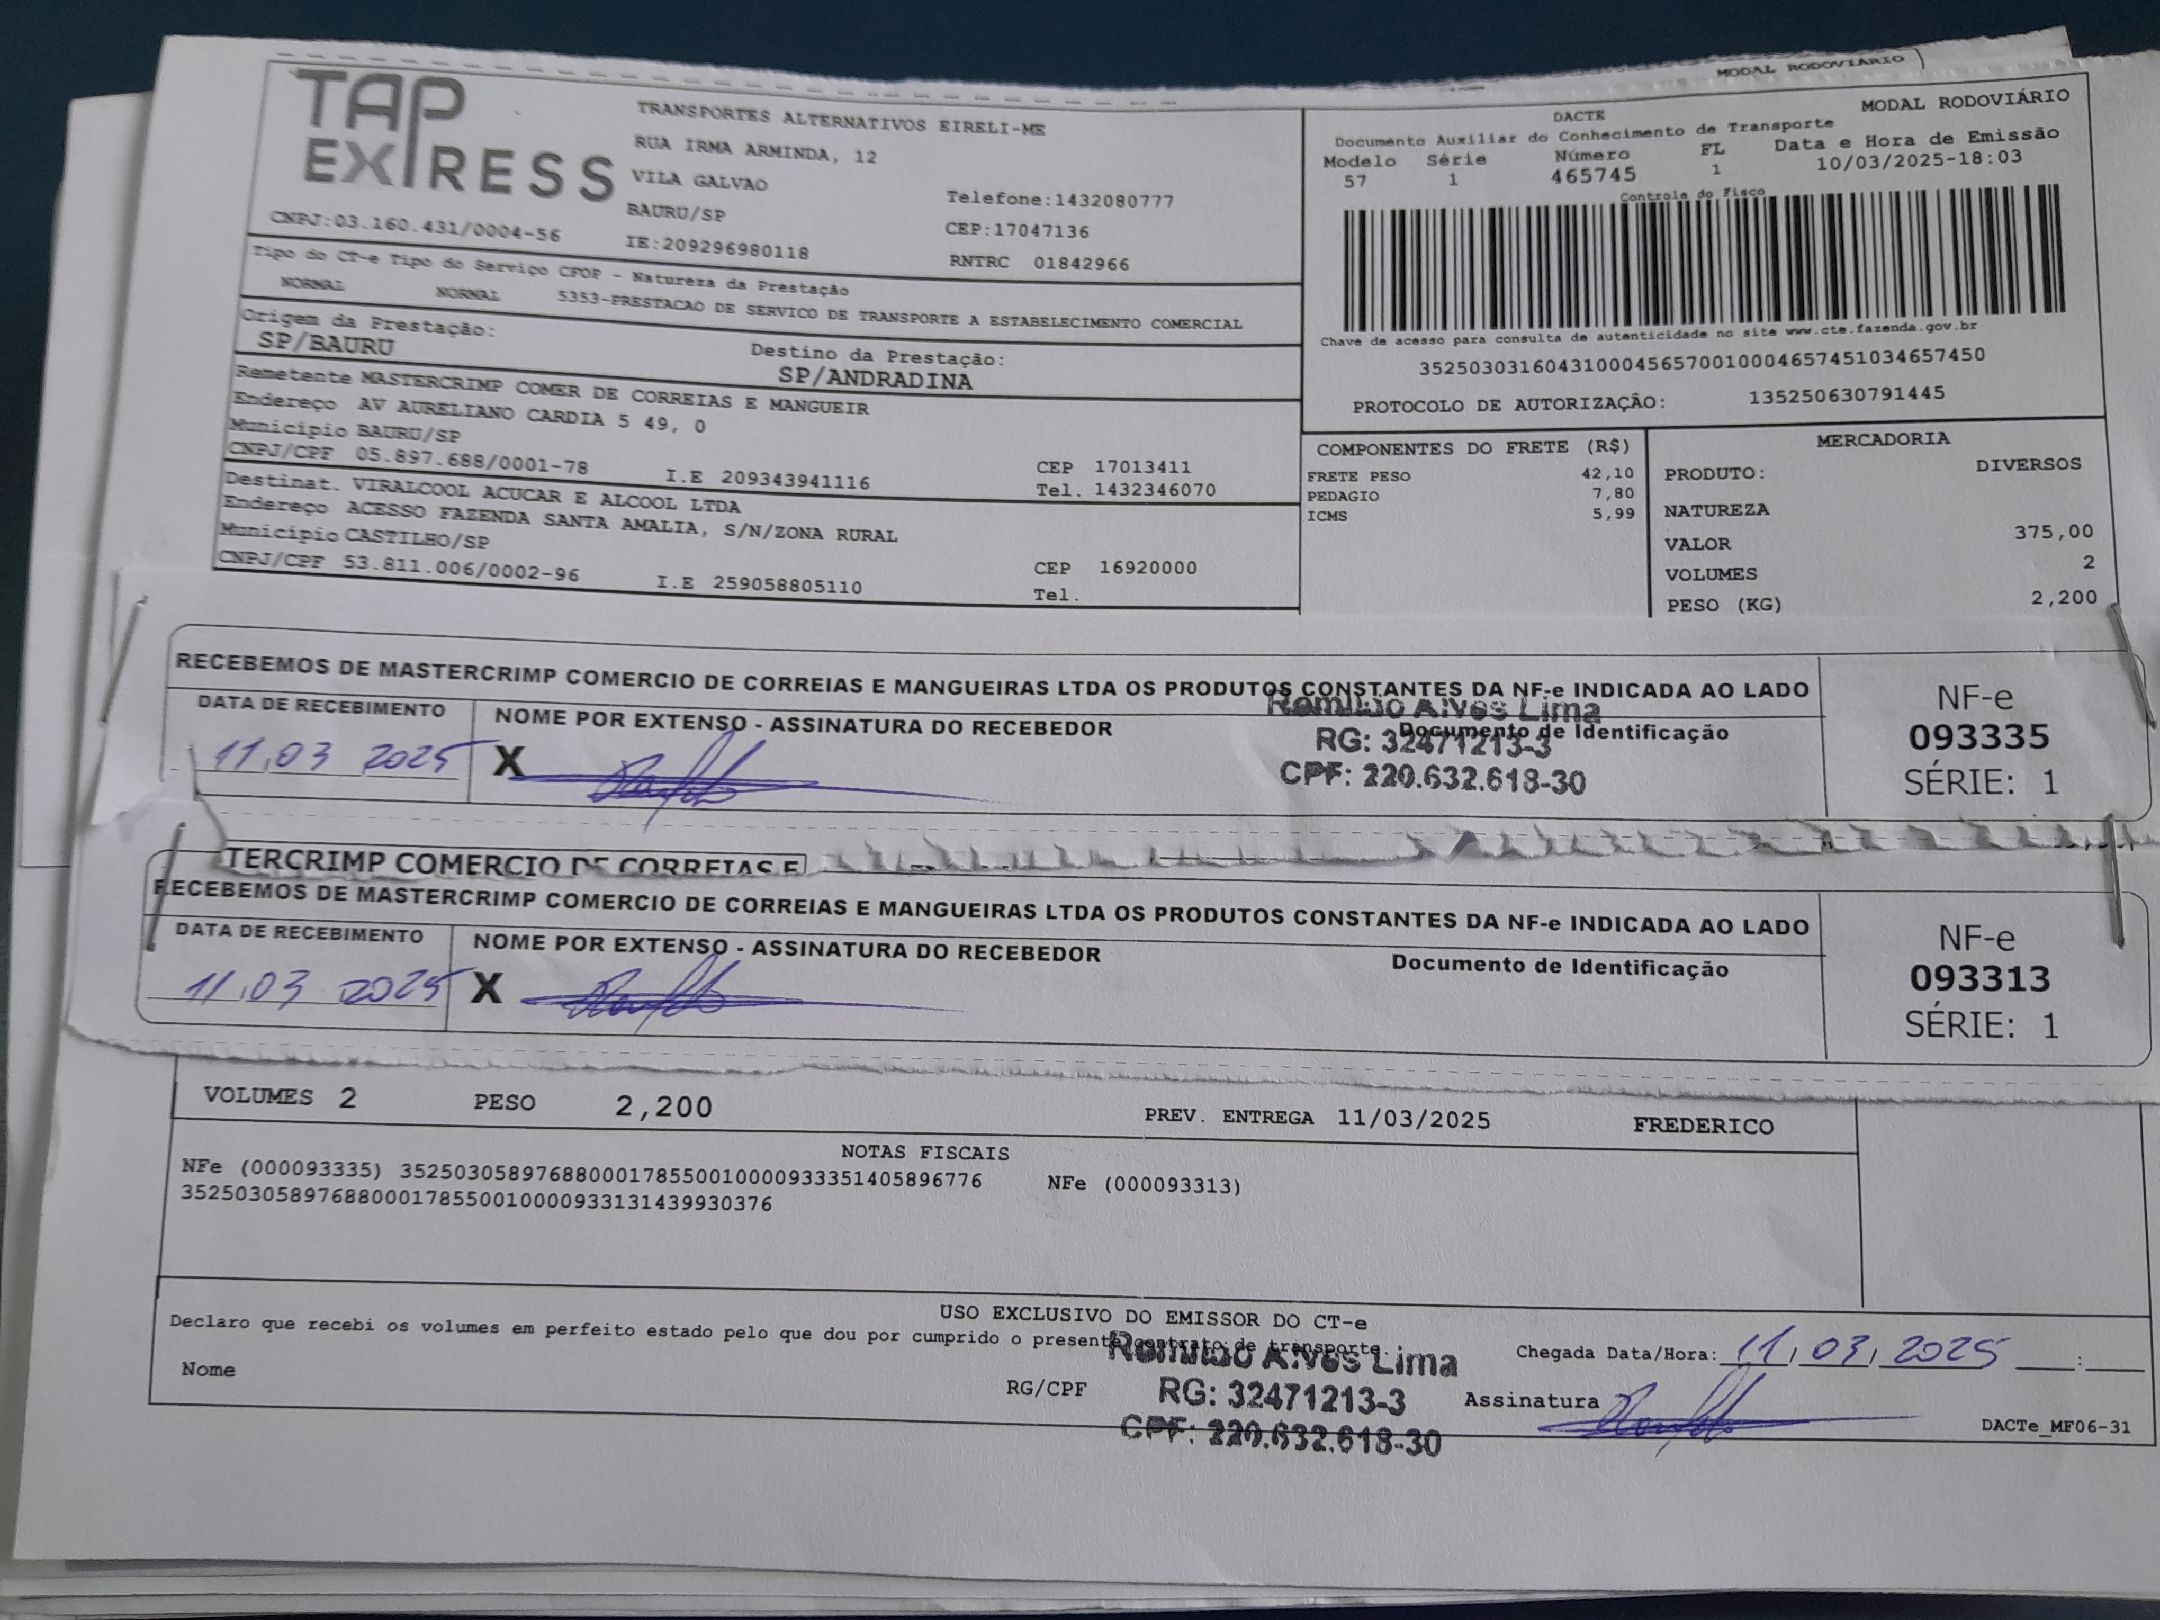 MODAL RODOVIÁRIO
TAP EXPRESS
TRANSPORTES ALTERNATIVOS EIRELI-ME
RUA IRMA ARMINDA, 12
VILA GALVAO
BAURU/SP
Telefone:1432080777
CEP:17047136
CNPJ:03.160.431/0004-56
IE:209296980118
RNTRC 01842966
DACTE
MODAL RODOVIÁRIO
Documento Auxiliar do Conhecimento de Transporte
Modelo Série Número FL Data e Hora de Emissão
57 1 465745 1 10/03/2025-18:03
Controle do Fisco
Chave de acesso para consulta de autenticidade no site www.cte.fazenda.gov.br
35250303160431000456570010004657451034657450
PROTOCOLO DE AUTORIZAÇÃO: 135250630791445
Tipo do CT-e Tipo do Serviço CFOP - Natureza da Prestação
NORMAL NORMAL 5353-PRESTACAO DE SERVICO DE TRANSPORTE A ESTABELECIMENTO COMERCIAL
Origem da Prestação:
SP/BAURU
Destino da Prestação:
SP/ANDRADINA
Remetente MASTERCRIMP COMER DE CORREIAS E MANGUEIR
Endereço AV AURELIANO CARDIA 5 49, 0
Município BAURU/SP
CNPJ/CPF 05.897.688/0001-78 I.E 209343941116
CEP 17013411
Tel. 1432346070
Destinat. VIRALCOOL ACUCAR E ALCOOL LTDA
Endereço ACESSO FAZENDA SANTA AMALIA, S/N/ZONA RURAL
Município CASTILHO/SP
CNPJ/CPF 53.811.006/0002-96 I.E 259058805110
CEP 16920000
Tel.
COMPONENTES DO FRETE (R$)
FRETE PESO 42,10
PEDAGIO 7,80
ICMS 5,99
MERCADORIA
PRODUTO: DIVERSOS
NATUREZA
VALOR 375,00
VOLUMES 2
PESO (KG) 2,200
RECEBEMOS DE MASTERCRIMP COMERCIO DE CORREIAS E MANGUEIRAS LTDA OS PRODUTOS CONSTANTES DA NF-e INDICADA AO LADO
DATA DE RECEBIMENTO
NOME POR EXTENSO - ASSINATURA DO RECEBEDOR
Documento de Identificação
11.03 2025
X
Alves Lima
RG: 32471213-3
CPF: 220.632.618-30
NF-e
093335
SÉRIE: 1
TERCRIMP COMERCIO DE CORREIAS E
RECEBEMOS DE MASTERCRIMP COMERCIO DE CORREIAS E MANGUEIRAS LTDA OS PRODUTOS CONSTANTES DA NF-e INDICADA AO LADO
DATA DE RECEBIMENTO
NOME POR EXTENSO - ASSINATURA DO RECEBEDOR
Documento de Identificação
11.03 2025
X
NF-e
093313
SÉRIE: 1
VOLUMES 2 PESO 2,200 PREV. ENTREGA 11/03/2025 FREDERICO
NOTAS FISCAIS
NFe (000093335) 35250305897688000178550010000933351405896776 NFe (000093313)
35250305897688000178550010000933131439930376
USO EXCLUSIVO DO EMISSOR DO CT-e
Declaro que recebi os volumes em perfeito estado pelo que dou por cumprido o presente contrato de transporte.
Chegada Data/Hora: 11/03/2025 :
Nome
RG/CPF
Alves Lima
RG: 32471213-3
CPF: 220.632.618-30
Assinatura
DACTe_MF06-31